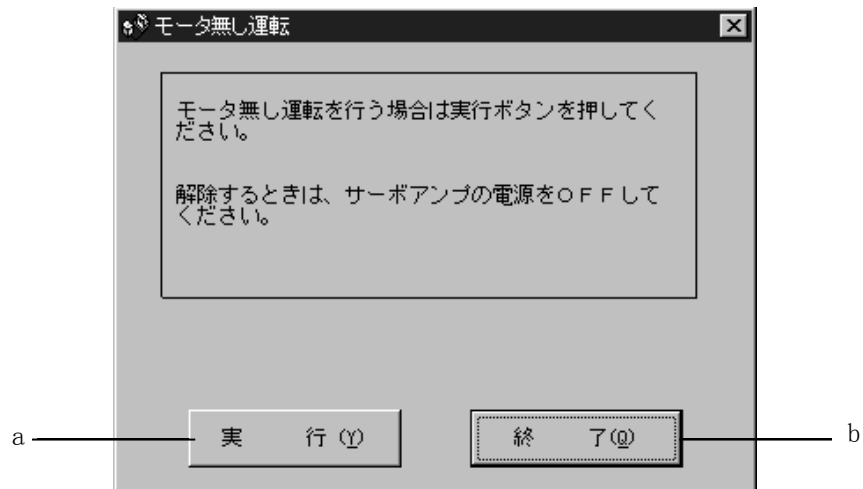 モータ無し運転
モータ無し運転を行う場合は実行ボタンを押してく
ださい。
解除するときは、サーボアンプの電源をOFFして
ください。
a 実 行(Y) 終 了(Q) b